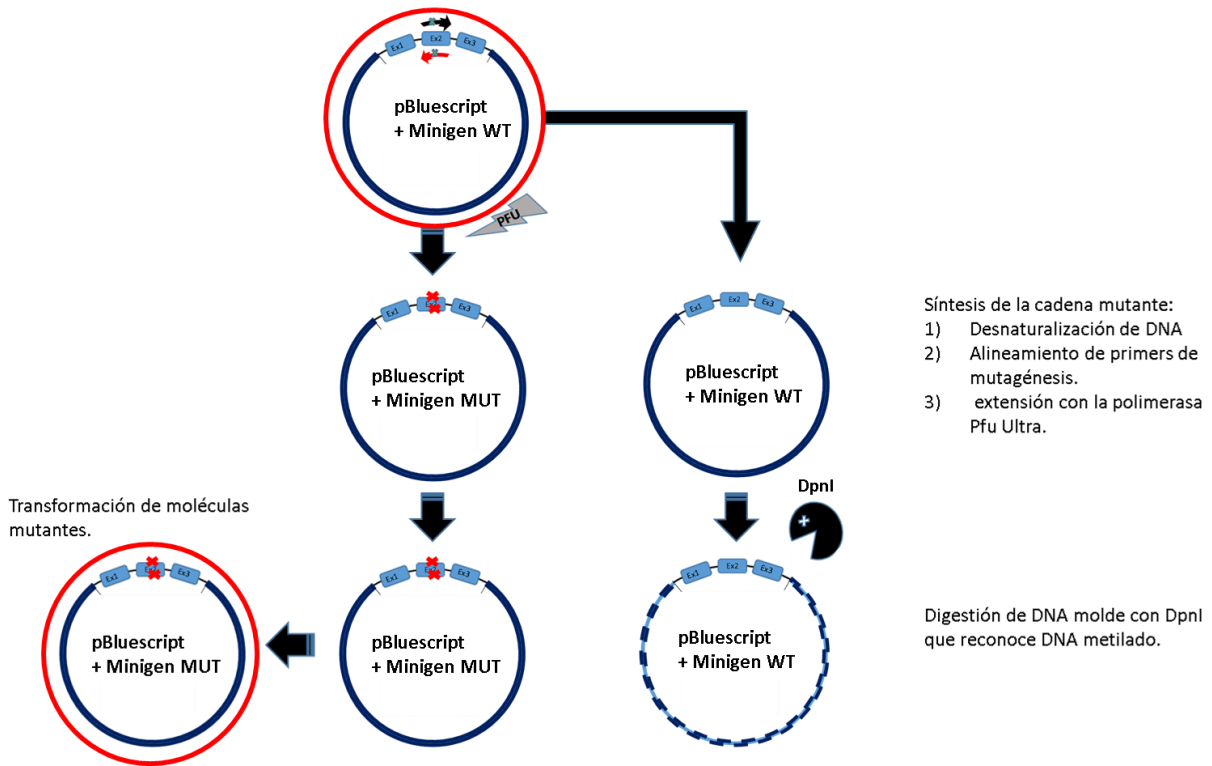 Ex1
Ex2
Ex3
pBluescript
+ Minigen WT
PFU
Ex1
Ex2
Ex3
pBluescript
+ Minigen MUT
Ex1
Ex2
Ex3
pBluescript
+ Minigen WT
Síntesis de la cadena mutante:
1) Desnaturalización de DNA
2) Alineamiento de primers de
mutagénesis.
3) extensión con la polimerasa
Pfu Ultra.
DpnI
Transformación de moléculas
mutantes.
Ex1
Ex2
Ex3
pBluescript
+ Minigen MUT
Ex1
Ex2
Ex3
pBluescript
+ Minigen MUT
Ex1
Ex2
Ex3
pBluescript
+ Minigen WT
Digestión de DNA molde con DpnI
que reconoce DNA metilado.